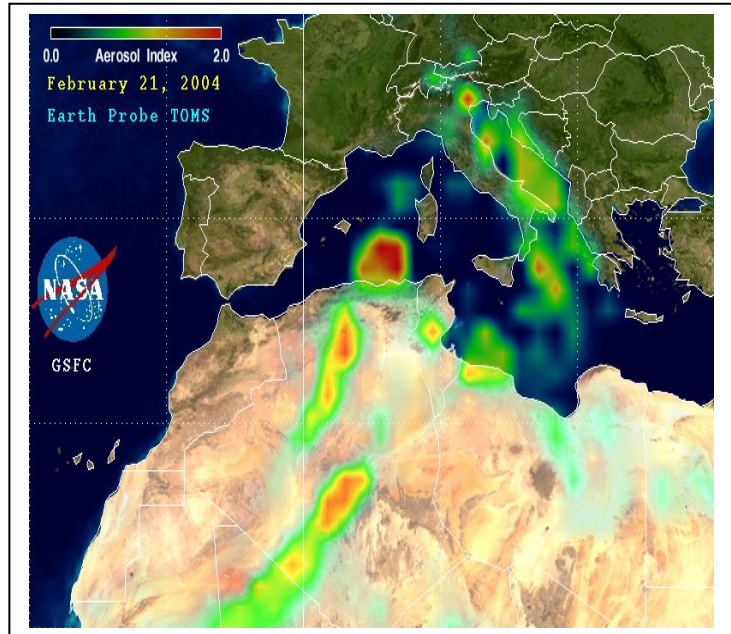 0.0 Aerosol Index 2.0
February 21, 2004
Earth Probe TOMS
NASA
GSFC